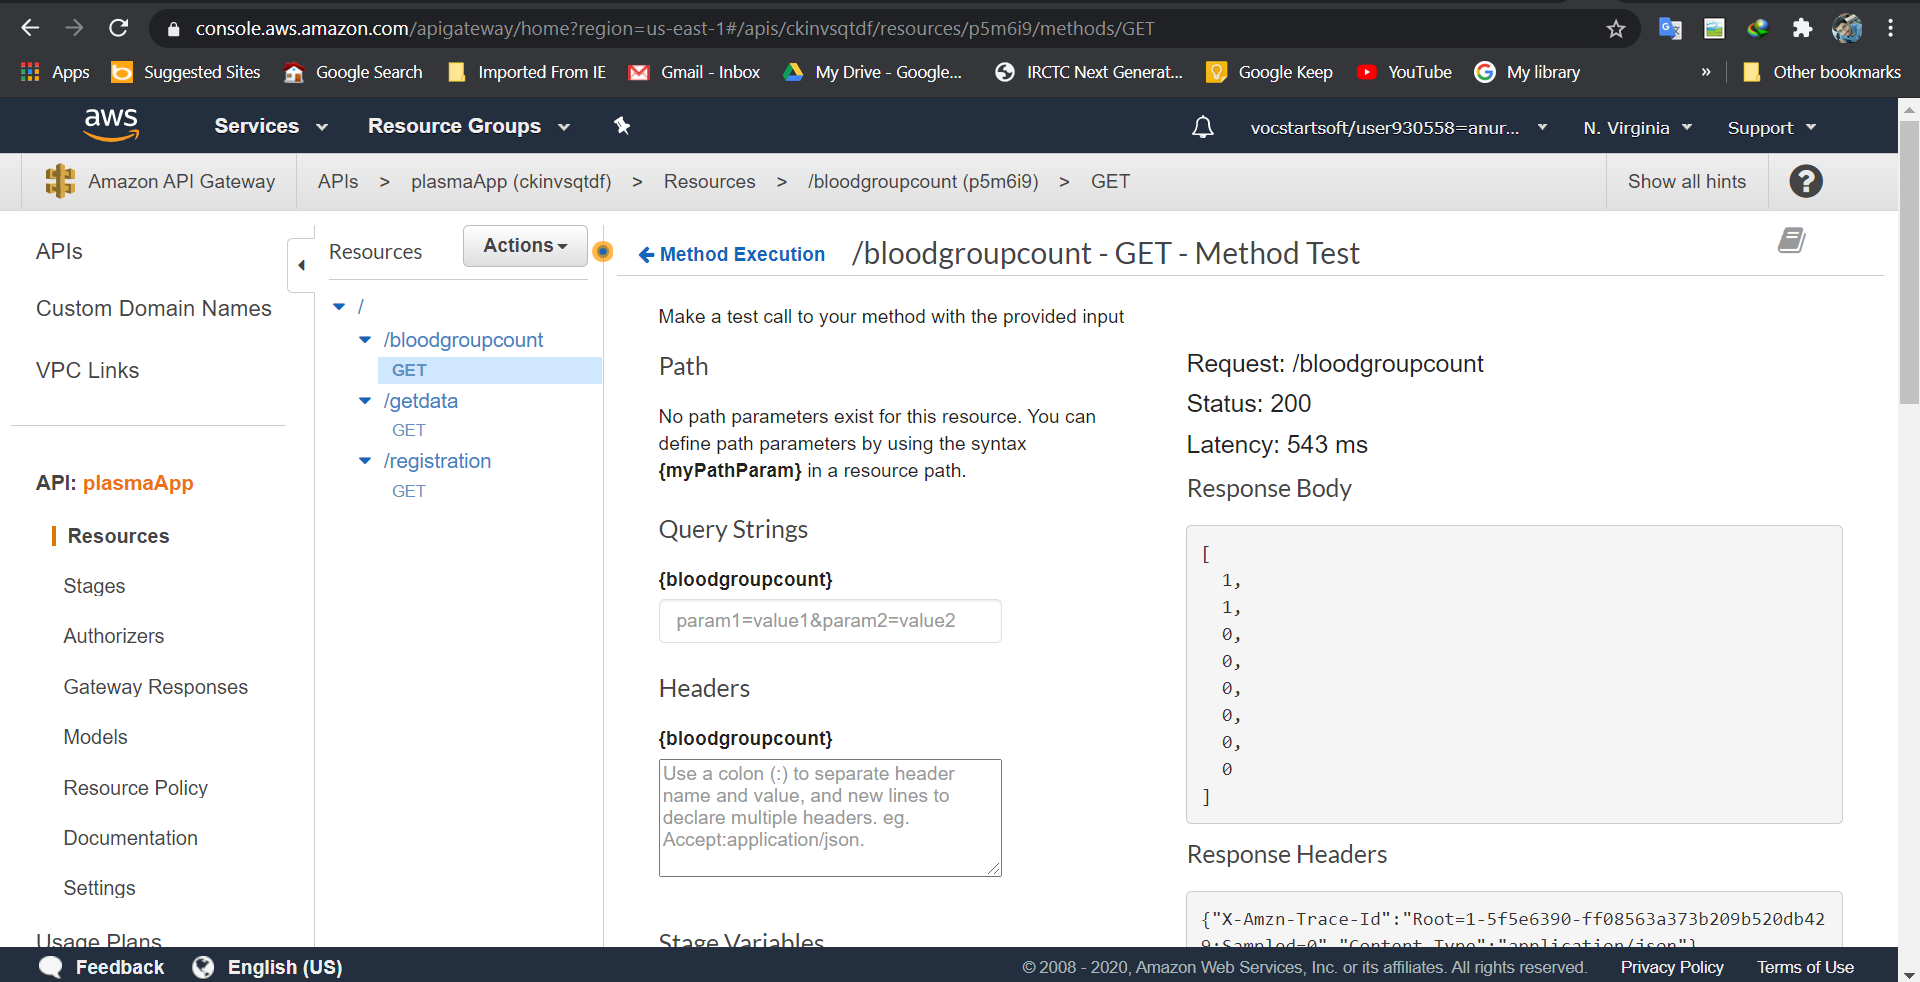 console.aws.amazon.com/apigateway/home?region=us-east-1#/apis/ckinvsqtdf/resources/p5m6i9/methods/GET
Apps Suggested Sites Google Search Imported From IE Gmail - Inbox My Drive - Google... IRCTC Next Generat... Google Keep YouTube My library » Other bookmarks
aws Services Resource Groups vocstartsoft/user930558=anur... N. Virginia Support
Amazon API Gateway APIs > plasmaApp (ckinvsqtdf) > Resources > /bloodgroupcount (p5m6i9) > GET Show all hints ?
APIs
Custom Domain Names
VPC Links
API: plasmaApp
Resources
Stages
Authorizers
Gateway Responses
Models
Resource Policy
Documentation
Settings
Usage Plans
Resources Actions
/
/bloodgroupcount
GET
/getdata
GET
/registration
GET
Method Execution /bloodgroupcount - GET - Method Test
Make a test call to your method with the provided input
Path
No path parameters exist for this resource. You can
define path parameters by using the syntax
{myPathParam} in a resource path.
Query Strings
{bloodgroupcount}
param1=value1&param2=value2
Headers
{bloodgroupcount}
Use a colon (:) to separate header
name and value, and new lines to
declare multiple headers. eg.
Accept:application/json.
Stage Variables
Request: /bloodgroupcount
Status: 200
Latency: 543 ms
Response Body
[
1,
1,
0,
0,
0,
0,
0,
0
]
Response Headers
{"X-Amzn-Trace-Id":"Root=1-5f5e6390-ff08563a373b209b520db42
9;Sampled=0","Content-Type":"application/json"}
Feedback English (US) © 2008 - 2020, Amazon Web Services, Inc. or its affiliates. All rights reserved. Privacy Policy Terms of Use